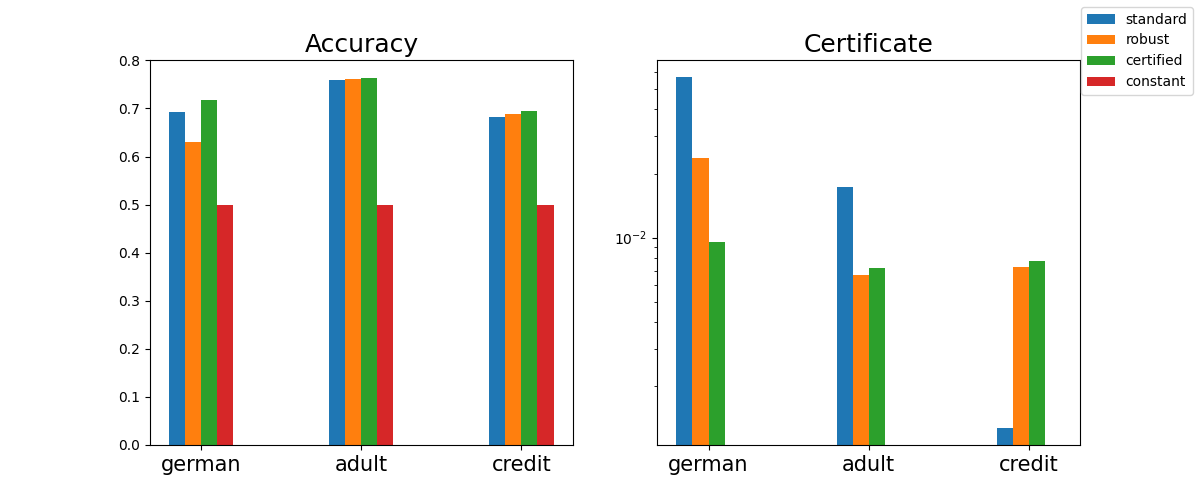 Accuracy
0.8
0.7
0.6
0.5
0.4
0.3
0.2
0.1
0.0
german adult credit
Certificate
10⁻²
german adult credit
standard
robust
certified
constant